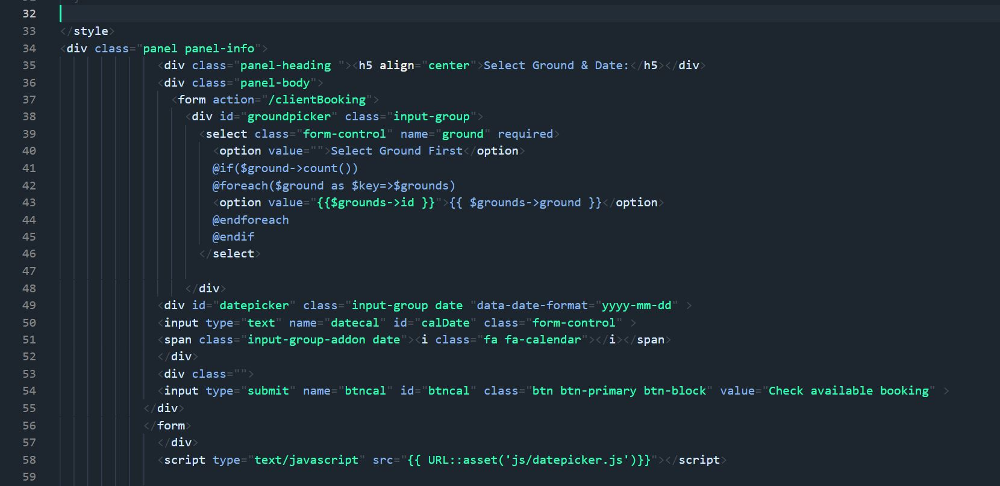 32
33 </style>
34 <div class="panel panel-info">
35 <div class="panel-heading "><h5 align="center">Select Ground & Date:</h5></div>
36 <div class="panel-body">
37 <form action="/clientBooking">
38 <div id="groundpicker" class="input-group">
39 <select class="form-control" name="ground" required>
40 <option value="">Select Ground First</option>
41 @if($ground->count())
42 @foreach($ground as $key=>$grounds)
43 <option value="{{$grounds->id }}">{{ $grounds->ground }}</option>
44 @endforeach
45 @endif
46 </select>
47
48 </div>
49 <div id="datepicker" class="input-group date "data-date-format="yyyy-mm-dd" >
50 <input type="text" name="datecal" id="calDate" class="form-control" >
51 <span class="input-group-addon date"><i class="fa fa-calendar"></i></span>
52 </div>
53 <div class="">
54 <input type="submit" name="btncal" id="btncal" class="btn btn-primary btn-block" value="Check available booking" >
55 </div>
56 </form>
57 </div>
58 <script type="text/javascript" src="{{ URL::asset('js/datepicker.js')}}"></script>
59